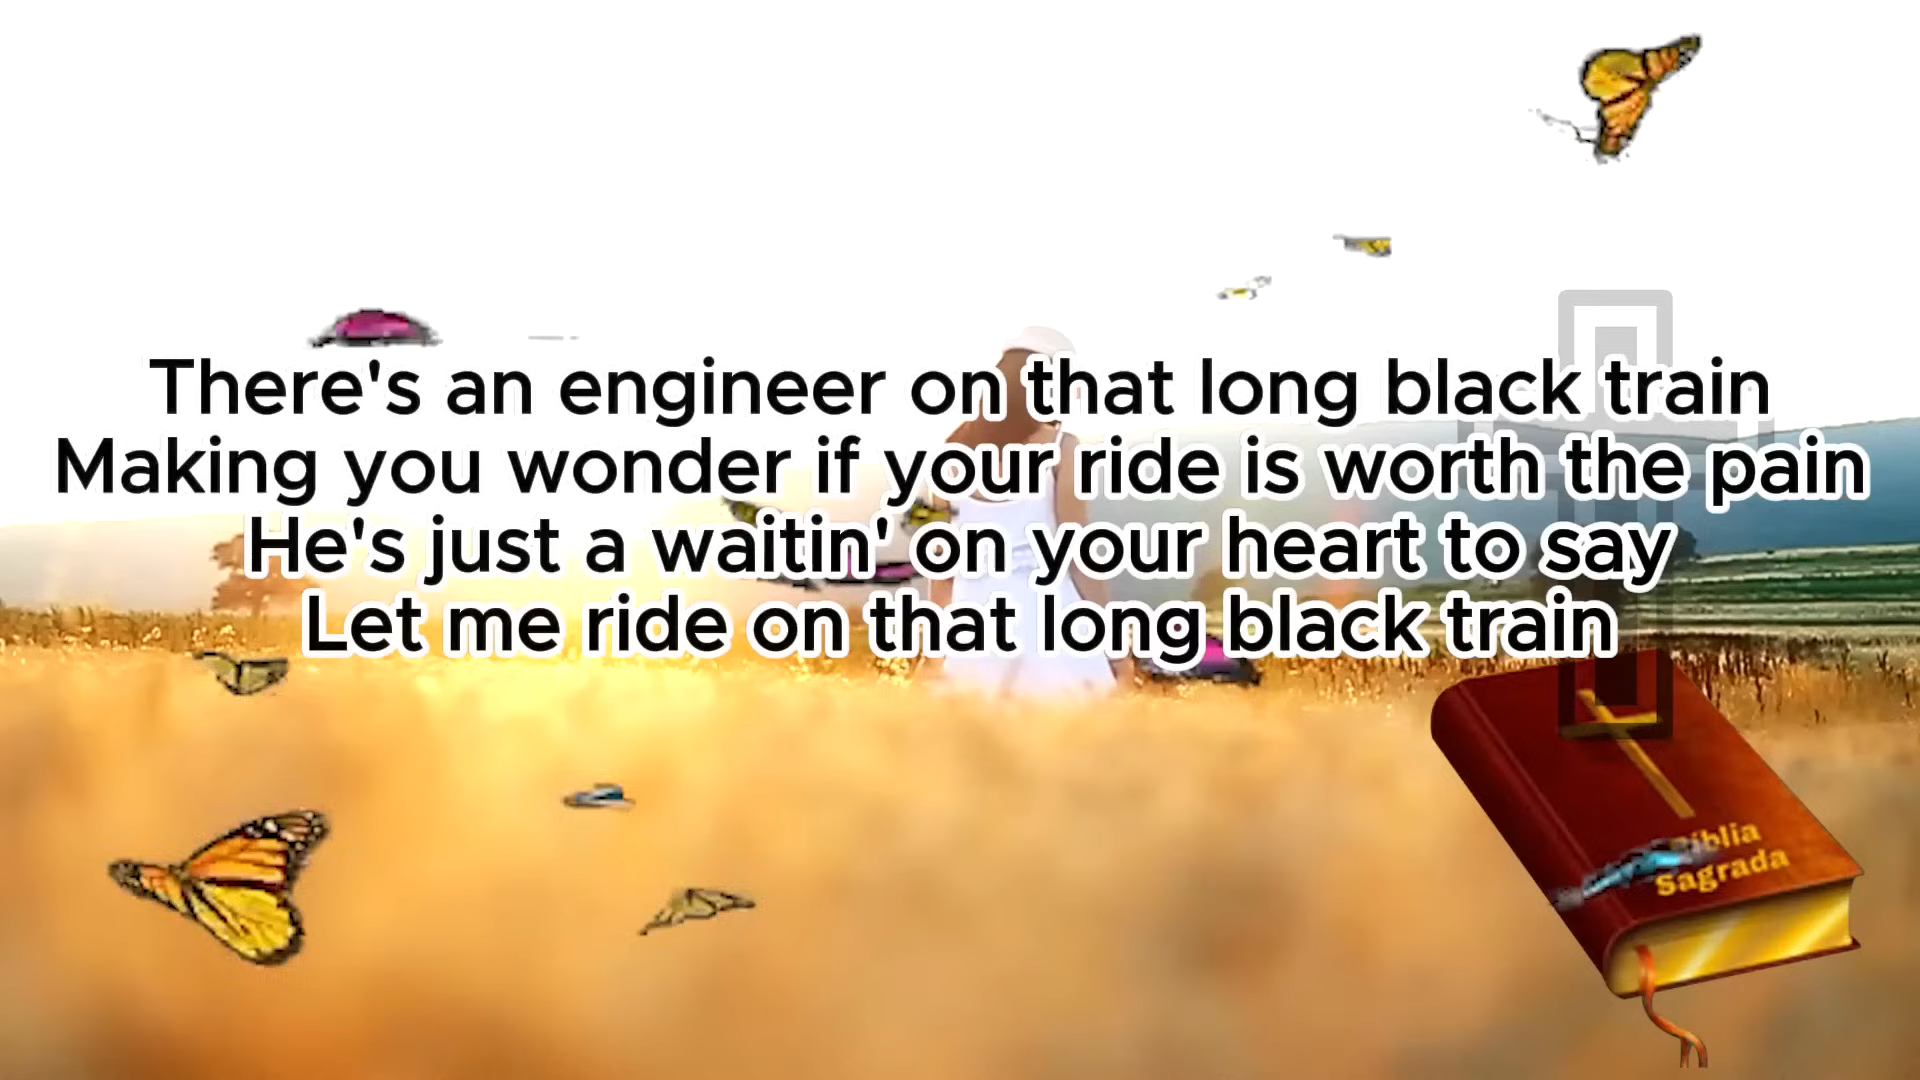 There's an engineer on that long black train
Making you wonder if your ride is worth the pain
He's just a waitin' on your heart to say
Let me ride on that long black train
Bíblia
Sagrada